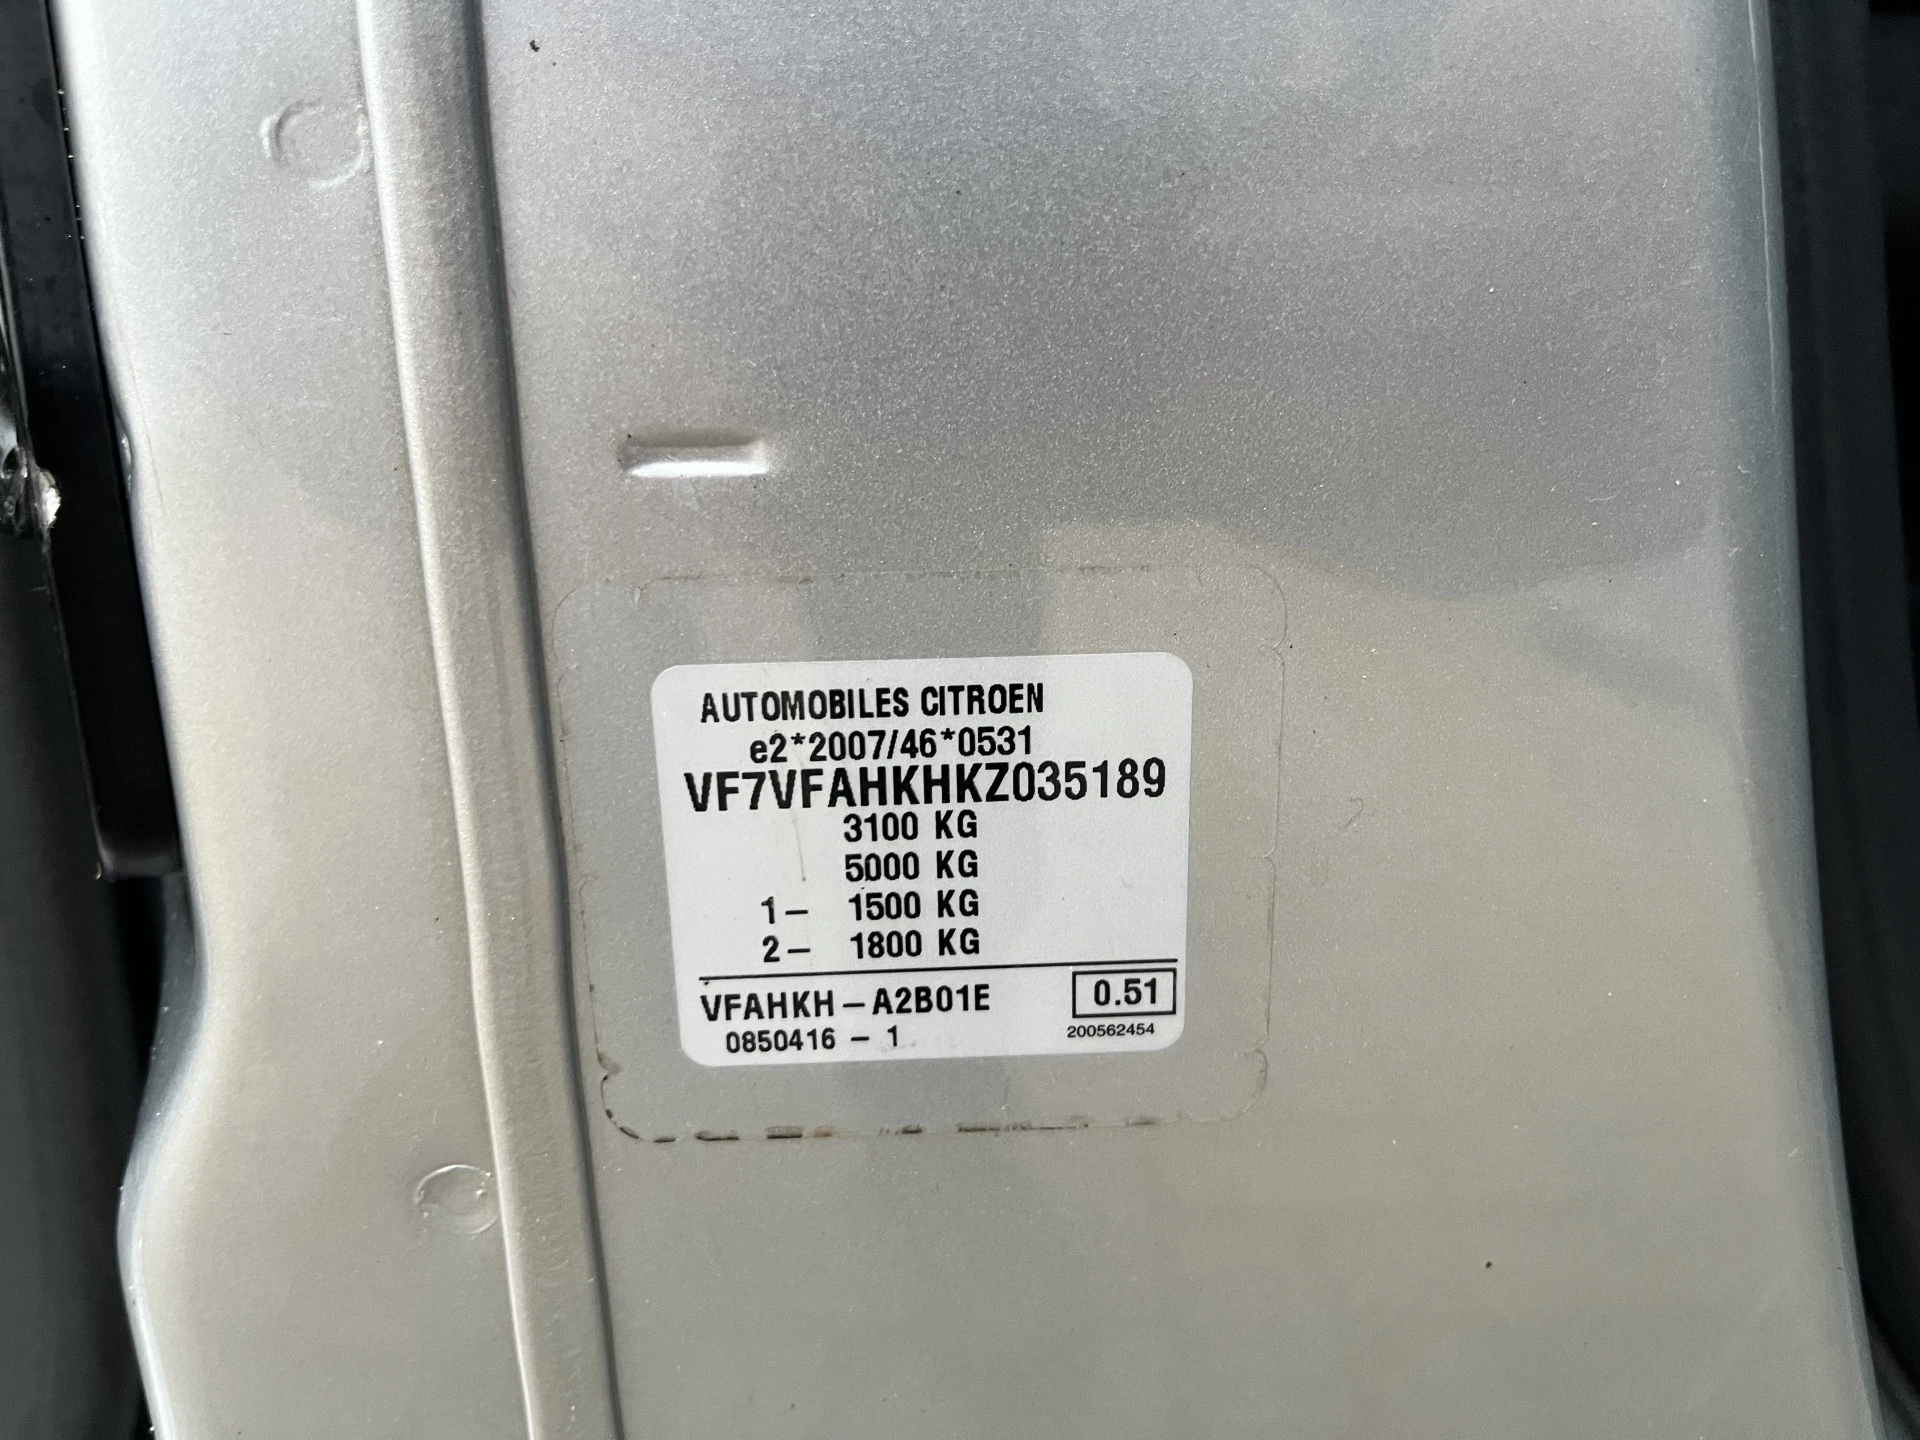 AUTOMOBILES CITROEN
e2*2007/46*0531
VF7VFAHKHKZ035189
3100 KG
5000 KG
1- 1500 KG
2- 1800 KG
VFAHKH-A2B01E 0.51
0850416 - 1 200562454